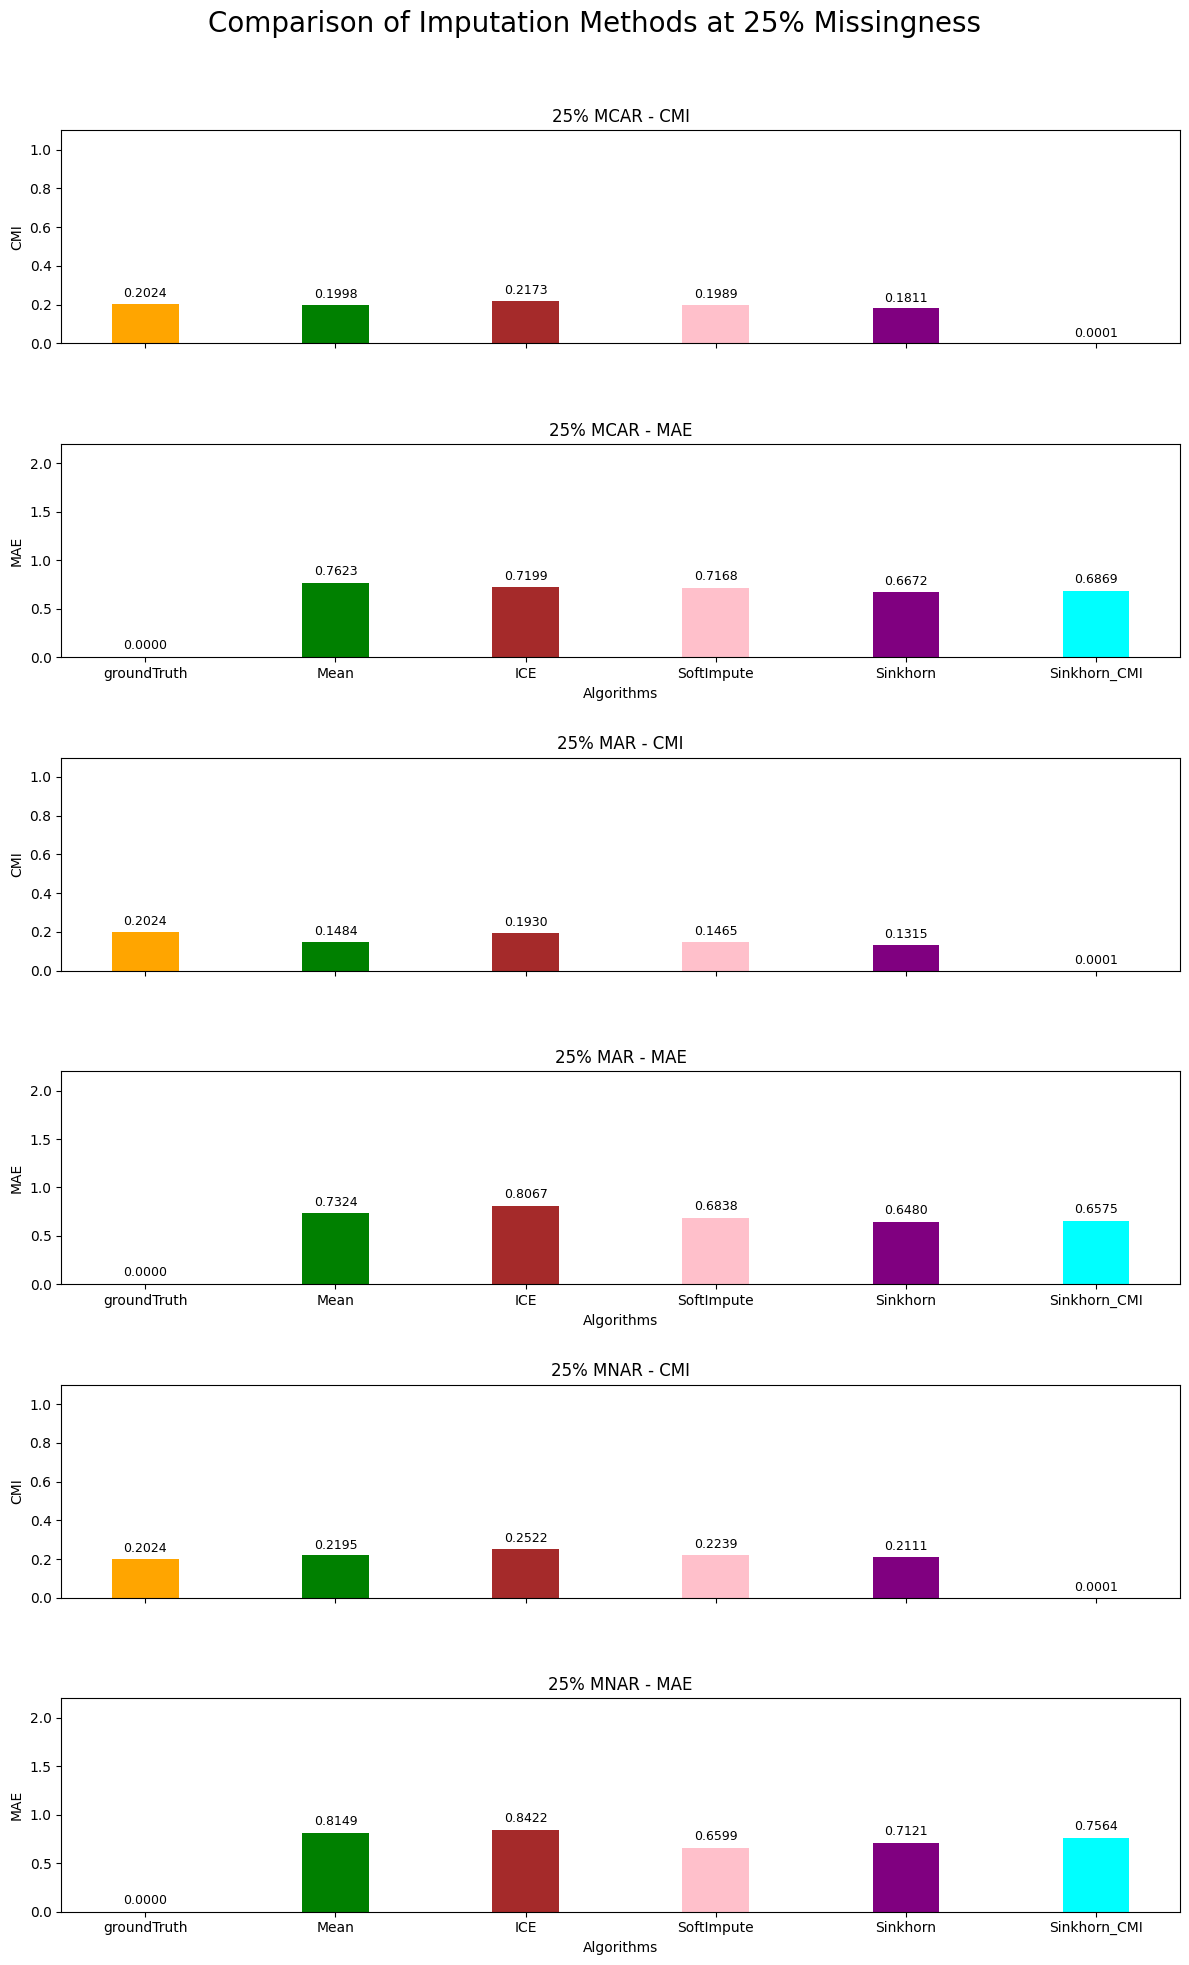 Comparison of Imputation Methods at 25% Missingness
25% MCAR - CMI
1.0
0.8
0.6
0.4
0.2
0.0
CMI
0.2024
0.1998
0.2173
0.1989
0.1811
0.0001
25% MCAR - MAE
2.0
1.5
1.0
0.5
0.0
MAE
0.0000
0.7623
0.7199
0.7168
0.6672
0.6869
groundTruth
Mean
ICE
SoftImpute
Sinkhorn
Sinkhorn_CMI
Algorithms
25% MAR - CMI
1.0
0.8
0.6
0.4
0.2
0.0
CMI
0.2024
0.1484
0.1930
0.1465
0.1315
0.0001
25% MAR - MAE
2.0
1.5
1.0
0.5
0.0
MAE
0.0000
0.7324
0.8067
0.6838
0.6480
0.6575
groundTruth
Mean
ICE
SoftImpute
Sinkhorn
Sinkhorn_CMI
Algorithms
25% MNAR - CMI
1.0
0.8
0.6
0.4
0.2
0.0
CMI
0.2024
0.2195
0.2522
0.2239
0.2111
0.0001
25% MNAR - MAE
2.0
1.5
1.0
0.5
0.0
MAE
0.0000
0.8149
0.8422
0.6599
0.7121
0.7564
groundTruth
Mean
ICE
SoftImpute
Sinkhorn
Sinkhorn_CMI
Algorithms